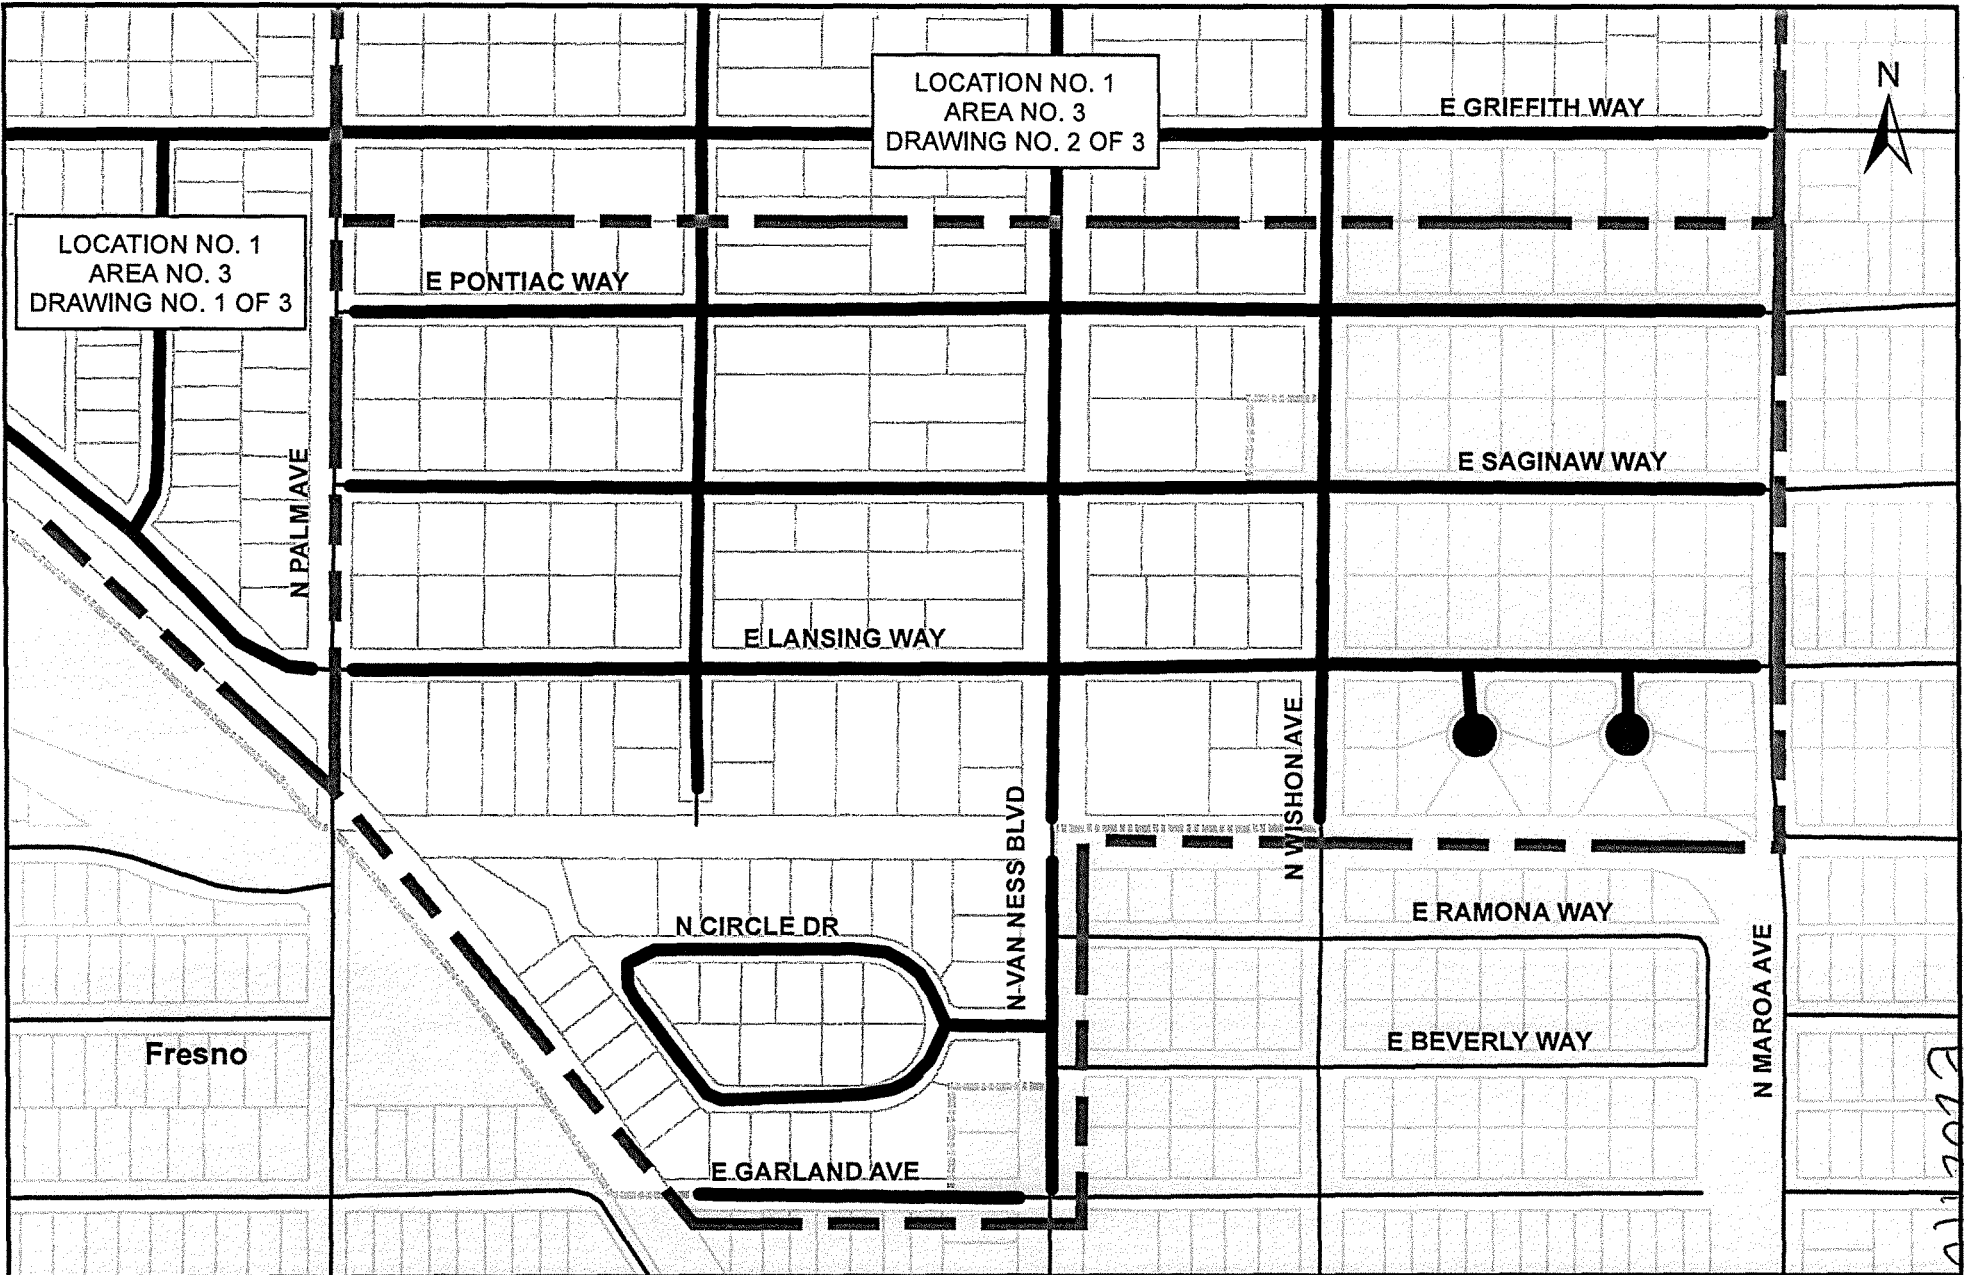 LOCATION NO. 1
AREA NO. 3
DRAWING NO. 2 OF 3
N
E GRIFFITH WAY
LOCATION NO. 1
AREA NO. 3
DRAWING NO. 1 OF 3
E PONTIAC WAY
N PALM AVE
E SAGINAW WAY
E LANSING WAY
N VAN NESS BLVD
N WISHON AVE
N CIRCLE DR
E RAMONA WAY
N MAROA AVE
Fresno
E BEVERLY WAY
E GARLAND AVE